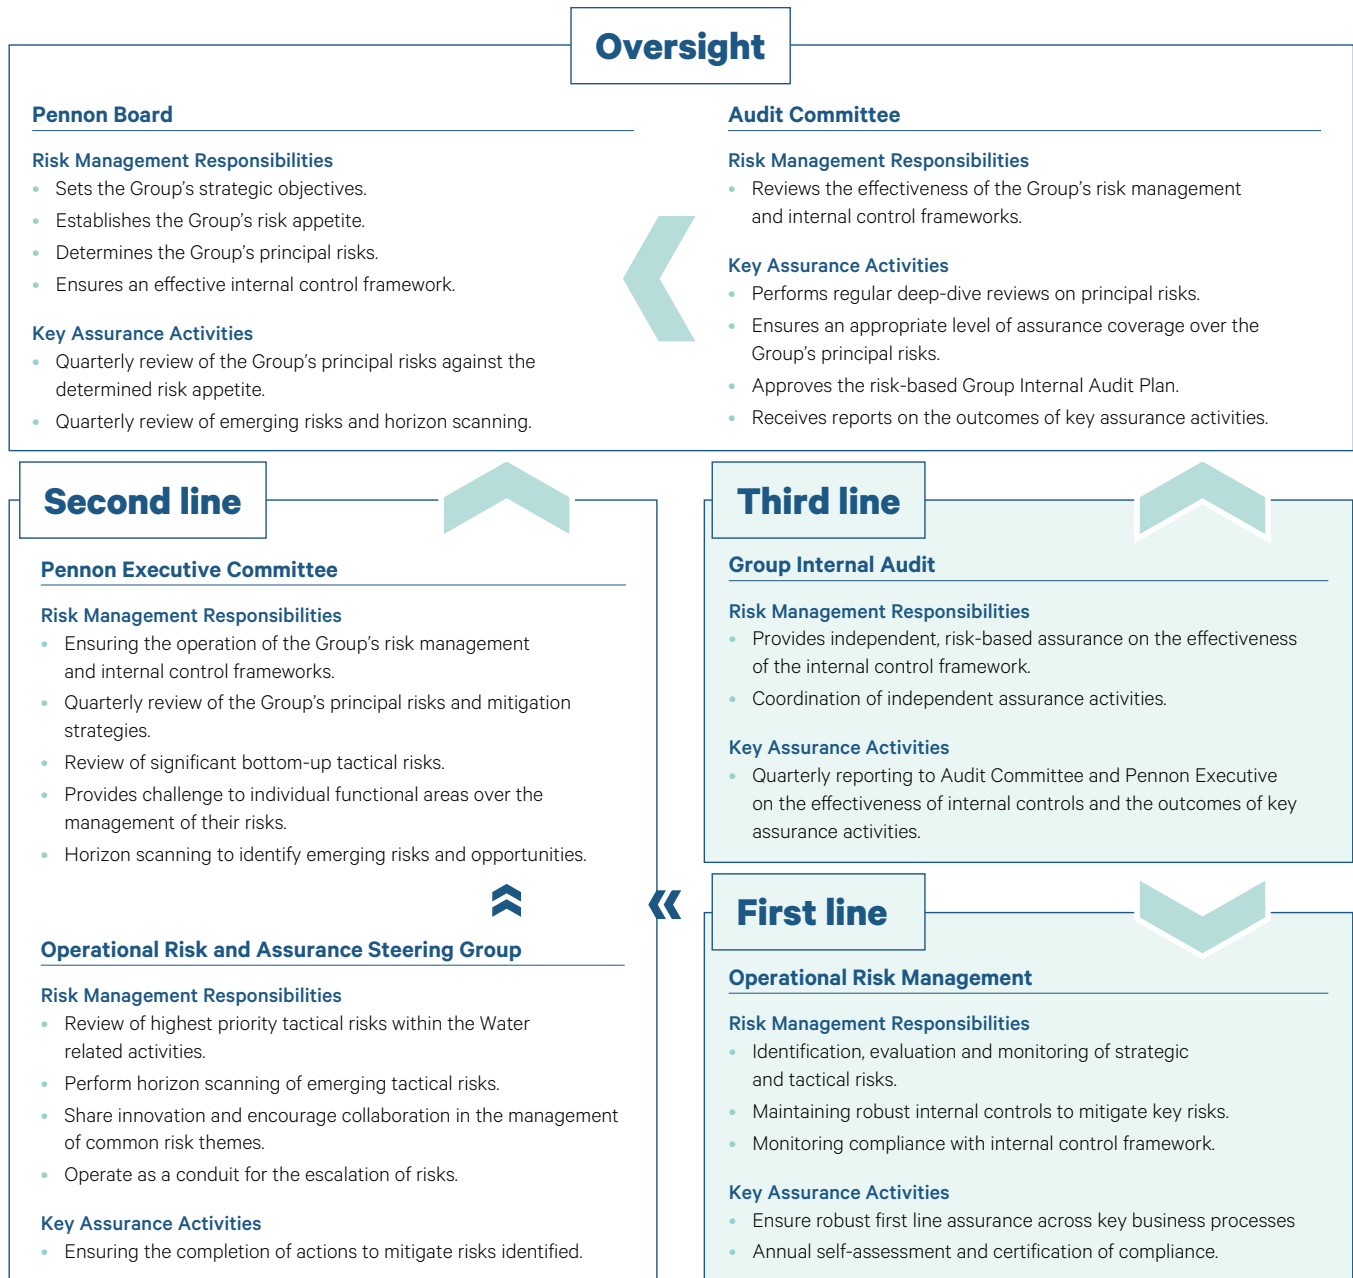 Oversight
Pennon Board
Risk Management Responsibilities
• Sets the Group’s strategic objectives.
• Establishes the Group’s risk appetite.
• Determines the Group’s principal risks.
• Ensures an effective internal control framework.
Key Assurance Activities
• Quarterly review of the Group’s principal risks against the
determined risk appetite.
• Quarterly review of emerging risks and horizon scanning.
Audit Committee
Risk Management Responsibilities
• Reviews the effectiveness of the Group’s risk management
and internal control frameworks.
Key Assurance Activities
• Performs regular deep-dive reviews on principal risks.
• Ensures an appropriate level of assurance coverage over the
Group’s principal risks.
• Approves the risk-based Group Internal Audit Plan.
• Receives reports on the outcomes of key assurance activities.
Second line
Pennon Executive Committee
Risk Management Responsibilities
• Ensuring the operation of the Group’s risk management
and internal control frameworks.
• Quarterly review of the Group’s principal risks and mitigation
strategies.
• Review of significant bottom-up tactical risks.
• Provides challenge to individual functional areas over the
management of their risks.
• Horizon scanning to identify emerging risks and opportunities.
Operational Risk and Assurance Steering Group
Risk Management Responsibilities
• Review of highest priority tactical risks within the Water
related activities.
• Perform horizon scanning of emerging tactical risks.
• Share innovation and encourage collaboration in the management
of common risk themes.
• Operate as a conduit for the escalation of risks.
Key Assurance Activities
• Ensuring the completion of actions to mitigate risks identified.
Third line
Group Internal Audit
Risk Management Responsibilities
• Provides independent, risk-based assurance on the effectiveness
of the internal control framework.
• Coordination of independent assurance activities.
Key Assurance Activities
• Quarterly reporting to Audit Committee and Pennon Executive
on the effectiveness of internal controls and the outcomes of key
assurance activities.
First line
Operational Risk Management
Risk Management Responsibilities
• Identification, evaluation and monitoring of strategic
and tactical risks.
• Maintaining robust internal controls to mitigate key risks.
• Monitoring compliance with internal control framework.
Key Assurance Activities
• Ensure robust first line assurance across key business processes
• Annual self-assessment and certification of compliance.